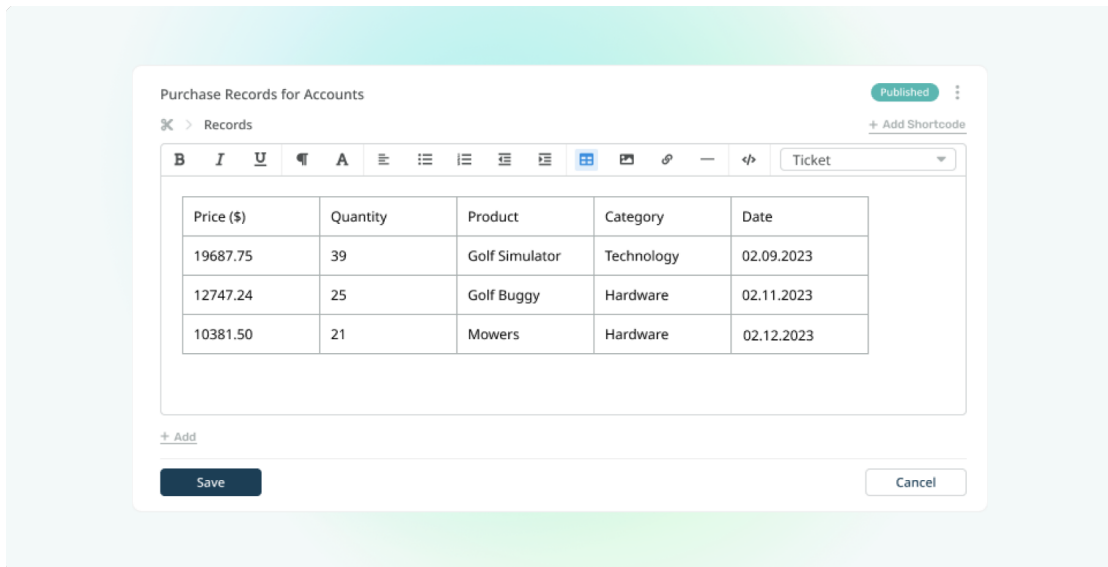 Purchase Records for Accounts
Published
Records
+ Add Shortcode
B I U ¶ A
Ticket
Price ($) Quantity Product Category Date
19687.75 39 Golf Simulator Technology 02.09.2023
12747.24 25 Golf Buggy Hardware 02.11.2023
10381.50 21 Mowers Hardware 02.12.2023
+ Add
Save
Cancel